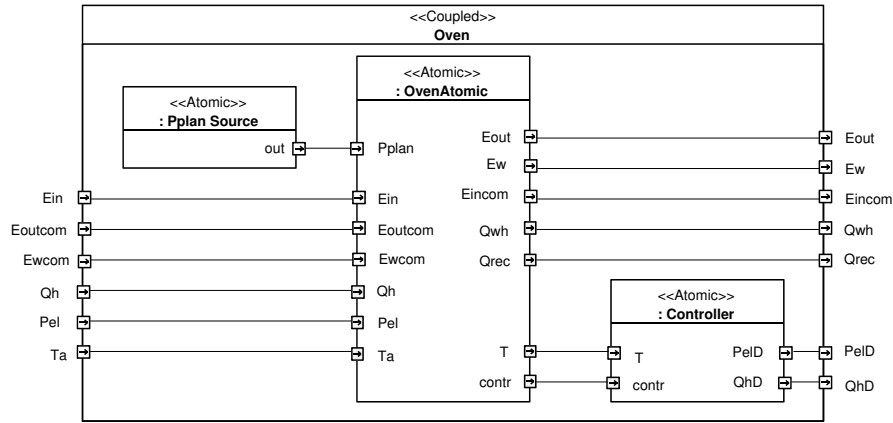 <<Coupled>>
Oven
<<Atomic>>
: Pplan Source
out
<<Atomic>>
: OvenAtomic
Pplan
Ein
Eoutcom
Ewcom
Qh
Pel
Ta
Ein
Eoutcom
Ewcom
Qh
Pel
Ta
Eout
Ew
Eincom
Qwh
Qrec
T
contr
<<Atomic>>
: Controller
T
contr
PelD
QhD
Eout
Ew
Eincom
Qwh
Qrec
PelD
QhD